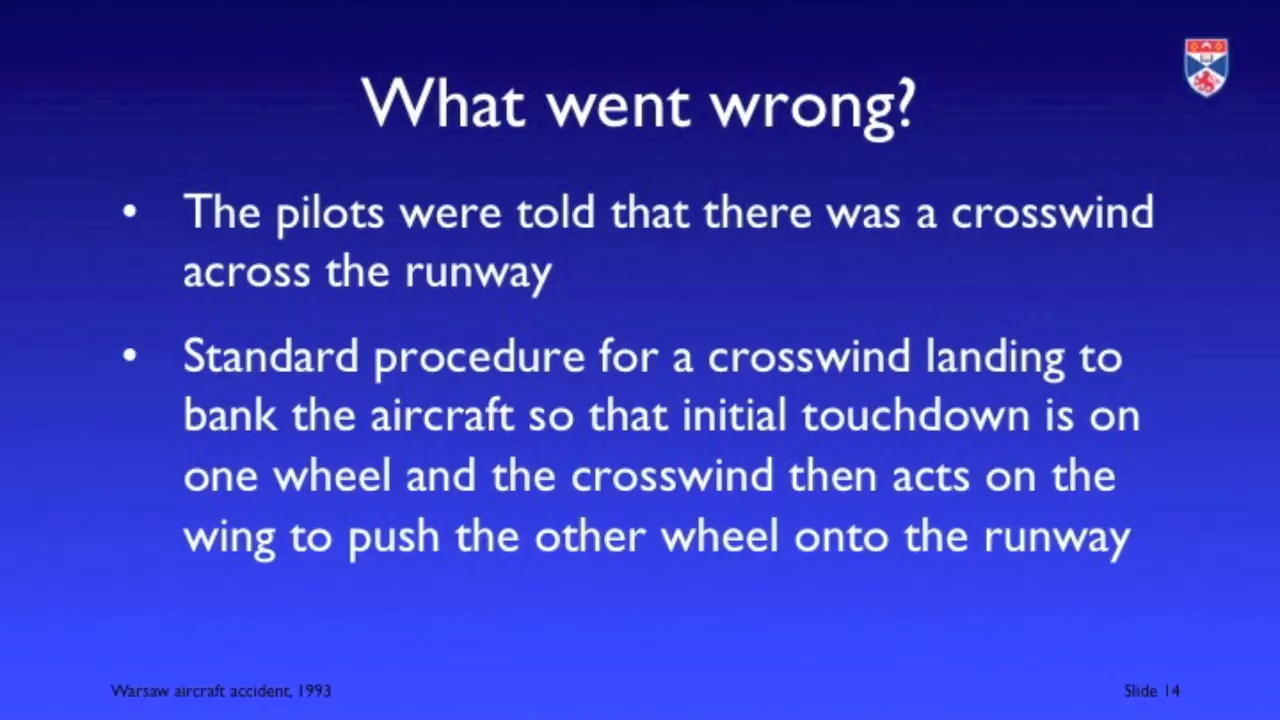 What went wrong?
• The pilots were told that there was a crosswind
across the runway
• Standard procedure for a crosswind landing to
bank the aircraft so that initial touchdown is on
one wheel and the crosswind then acts on the
wing to push the other wheel onto the runway
Warsaw aircraft accident, 1993
Slide 14